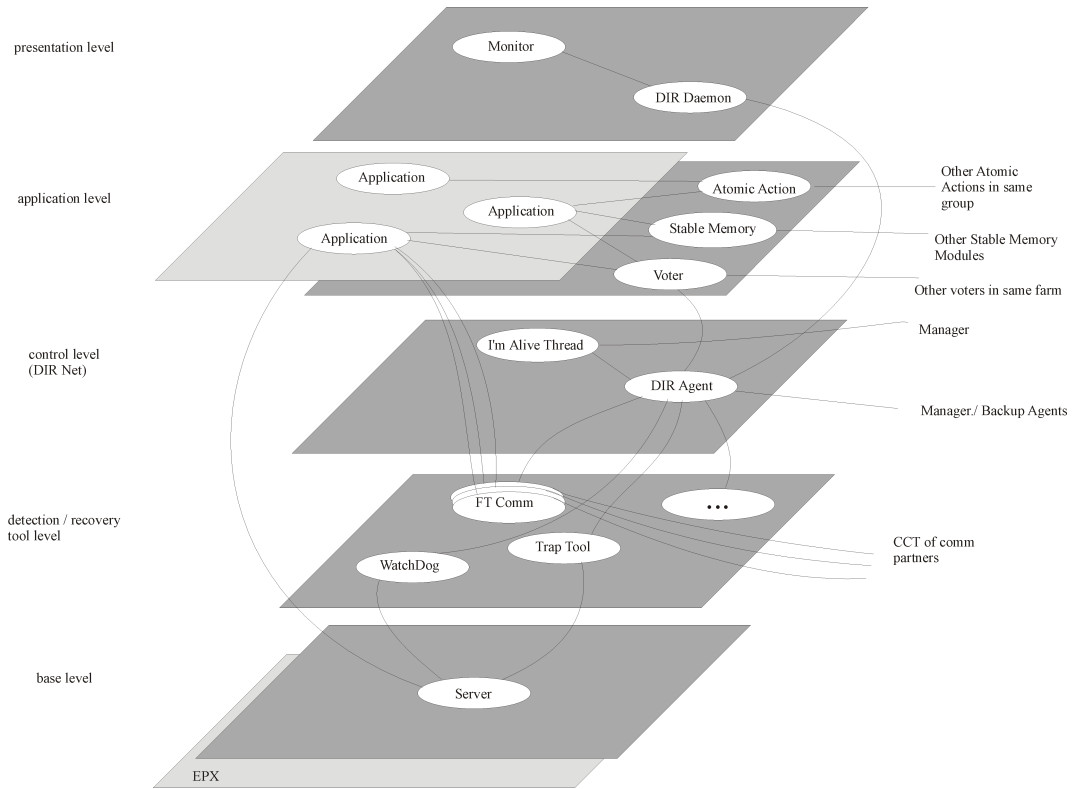 presentation level
Monitor
DIR Daemon
application level
Application
Application
Application
Atomic Action
Stable Memory
Voter
Other Atomic
Actions in same
group
Other Stable Memory
Modules
Other voters in same farm
control level
(DIR Net)
I'm Alive Thread
DIR Agent
Manager
Manager./ Backup Agents
detection / recovery
tool level
FT Comm
...
Trap Tool
WatchDog
CCT of comm
partners
base level
Server
EPX